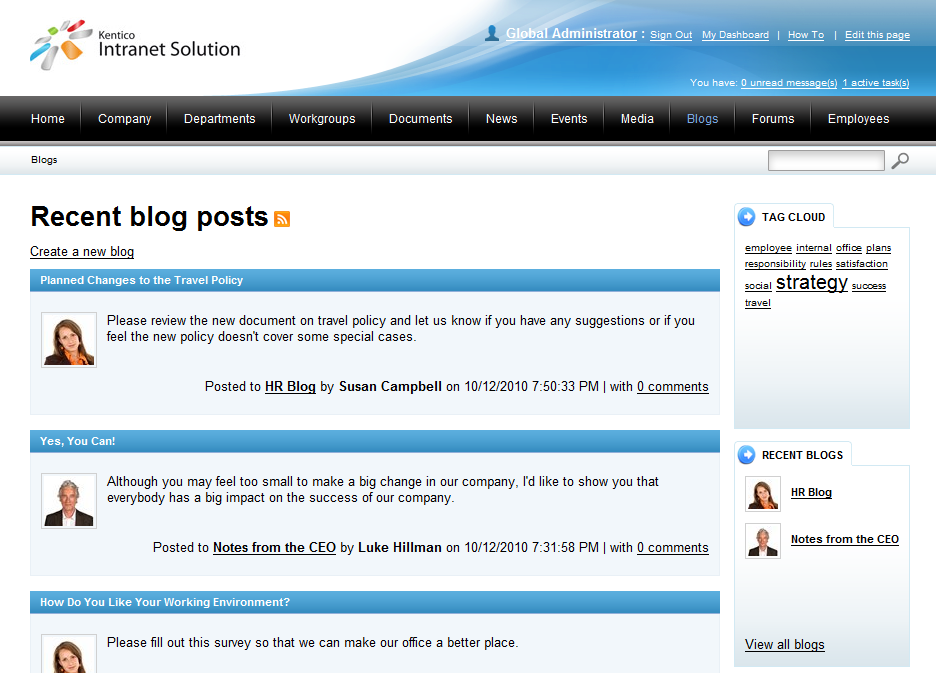 Kentico
Intranet Solution
Global Administrator : Sign Out My Dashboard | How To | Edit this page
You have: 0 unread message(s) 1 active task(s)
Home Company Departments Workgroups Documents News Events Media Blogs Forums Employees
Blogs
Recent blog posts
Create a new blog
Planned Changes to the Travel Policy
Please review the new document on travel policy and let us know if you have any suggestions or if you
feel the new policy doesn't cover some special cases.
Posted to HR Blog by Susan Campbell on 10/12/2010 7:50:33 PM | with 0 comments
Yes, You Can!
Although you may feel too small to make a big change in our company, I'd like to show you that
everybody has a big impact on the success of our company.
Posted to Notes from the CEO by Luke Hillman on 10/12/2010 7:31:58 PM | with 0 comments
How Do You Like Your Working Environment?
Please fill out this survey so that we can make our office a better place.
TAG CLOUD
employee internal office plans
responsibility rules satisfaction
social strategy success
travel
RECENT BLOGS
HR Blog
Notes from the CEO
View all blogs